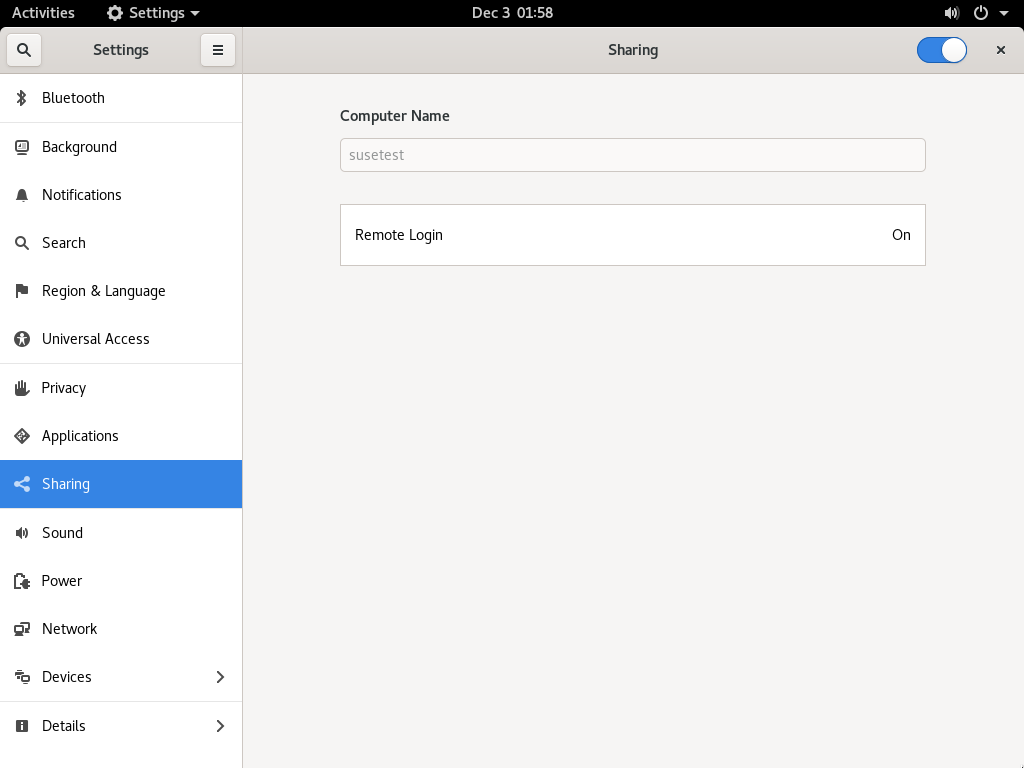 Activities
Settings
Dec 3 01:58
Settings
Sharing
Bluetooth
Background
Notifications
Search
Region & Language
Universal Access
Privacy
Applications
Sharing
Sound
Power
Network
Devices
Details
Computer Name
susetest
Remote Login
On